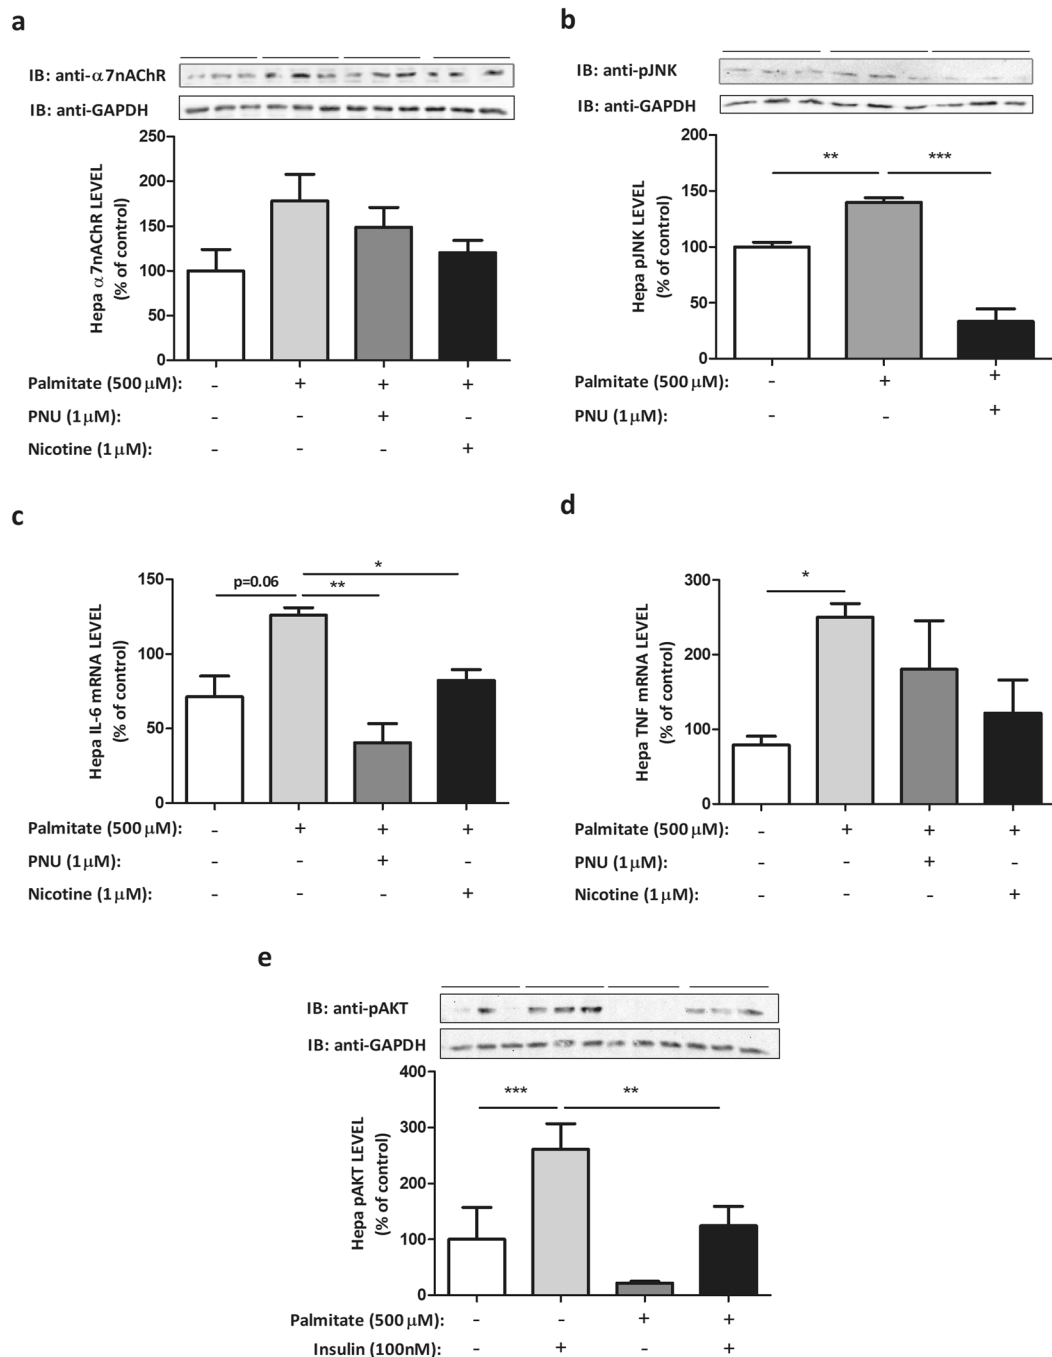 a
IB: anti-α7nAChR
IB: anti-GAPDH
Hepa α7nAChR LEVEL
(% of control)
250
200
150
100
50
0
Palmitate (500 μM): - + + +
PNU (1μM): - - + -
Nicotine (1μM): - - - +
b
IB: anti-pJNK
IB: anti-GAPDH
Hepa pJNK LEVEL
(% of control)
200
150
100
50
0
** ***
Palmitate (500 μM): - + +
PNU (1μM): - - +
c
Hepa IL-6 mRNA LEVEL
(% of control)
150
100
50
0
*
p=0.06 **
Palmitate (500 μM): - + + +
PNU (1μM): - - + -
Nicotine (1μM): - - - +
d
Hepa TNF mRNA LEVEL
(% of control)
300
200
100
0
*
Palmitate (500 μM): - + + +
PNU (1μM): - - + -
Nicotine (1μM): - - - +
e
IB: anti-pAKT
IB: anti-GAPDH
Hepa pAKT LEVEL
(% of control)
400
300
200
100
0
*** **
Palmitate (500 μM): - - + +
Insulin (100nM): - + - +